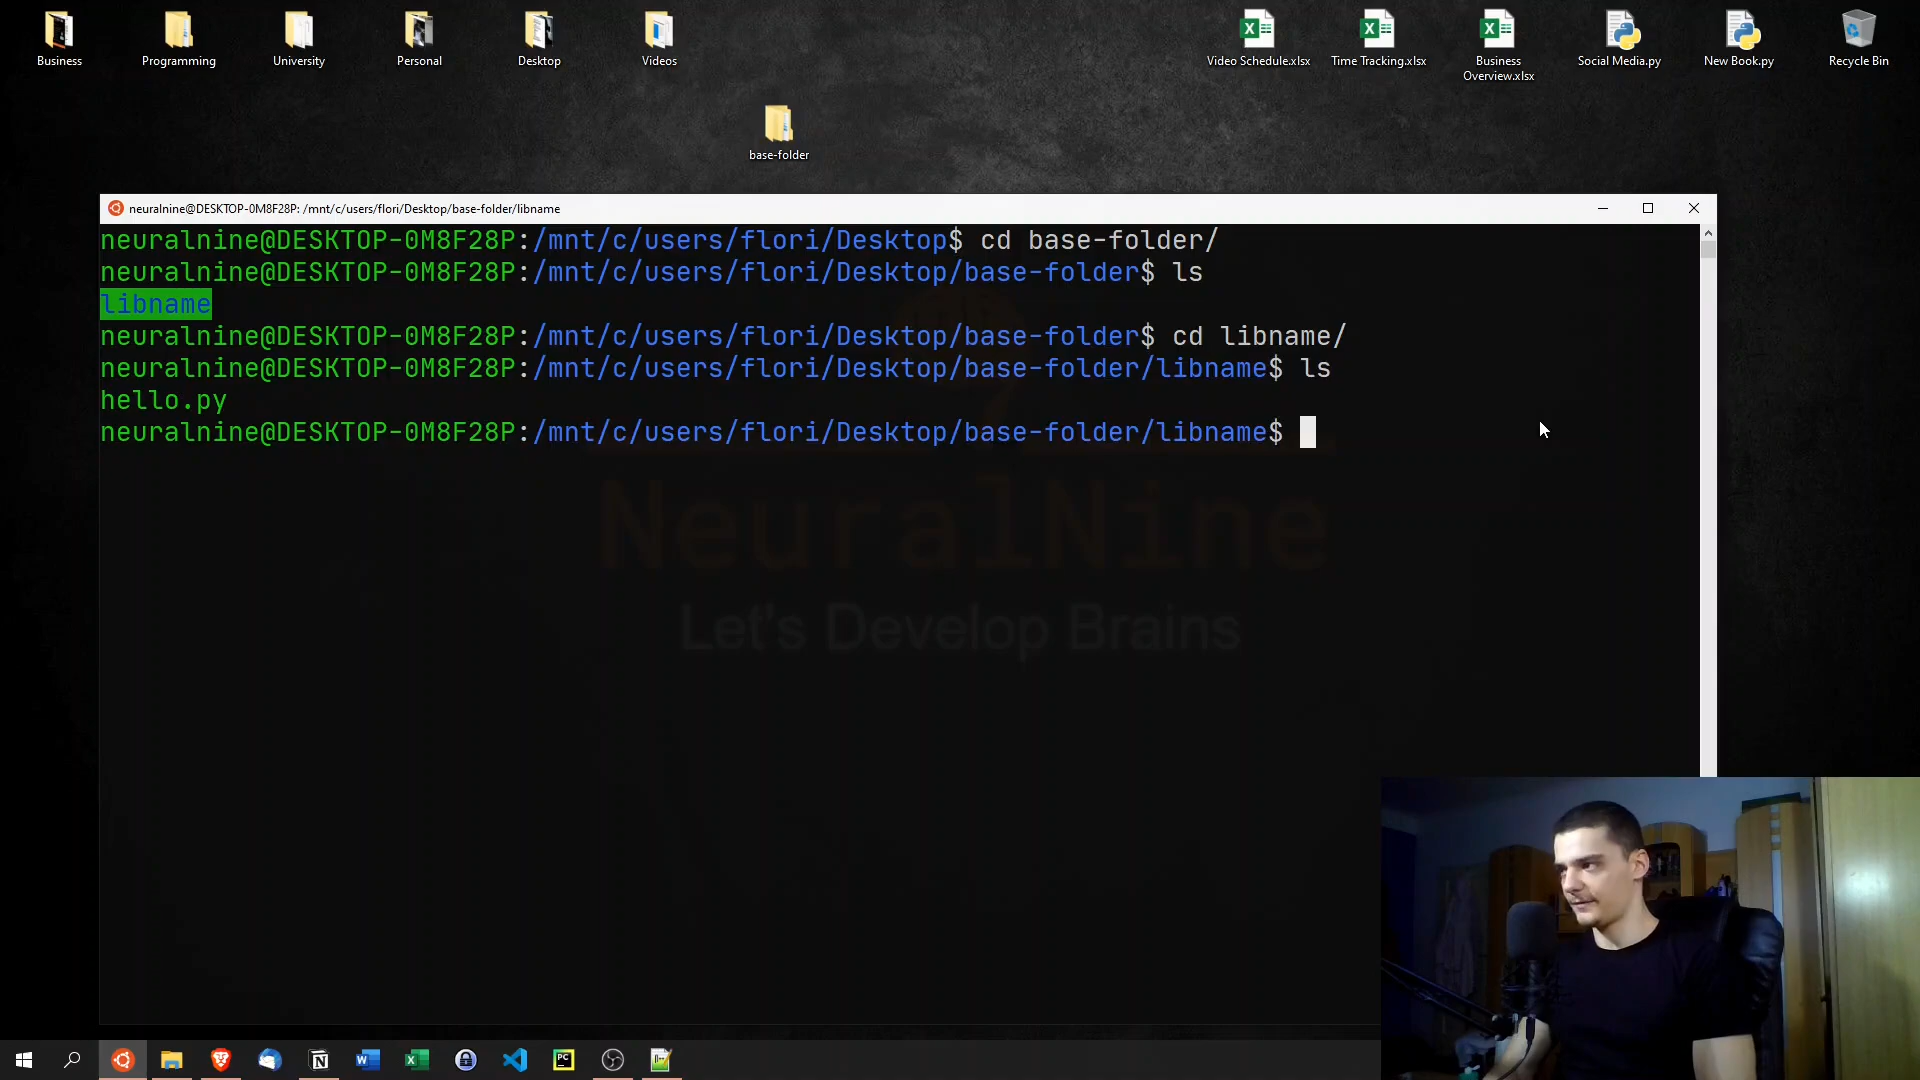 Business
Programming
University
Personal
Desktop
Videos
Video Schedule.xlsx
Time Tracking.xlsx
Business
Overview.xlsx
Social Media.py
New Book.py
Recycle Bin
base-folder
neuralnine@DESKTOP-0M8F28P: /mnt/c/users/flori/Desktop/base-folder/libname
neuralnine@DESKTOP-0M8F28P:/mnt/c/users/flori/Desktop$ cd base-folder/
neuralnine@DESKTOP-0M8F28P:/mnt/c/users/flori/Desktop/base-folder$ ls
libname
neuralnine@DESKTOP-0M8F28P:/mnt/c/users/flori/Desktop/base-folder$ cd libname/
neuralnine@DESKTOP-0M8F28P:/mnt/c/users/flori/Desktop/base-folder/libname$ ls
hello.py
neuralnine@DESKTOP-0M8F28P:/mnt/c/users/flori/Desktop/base-folder/libname$
NeuralNine
Let's Develop Brains